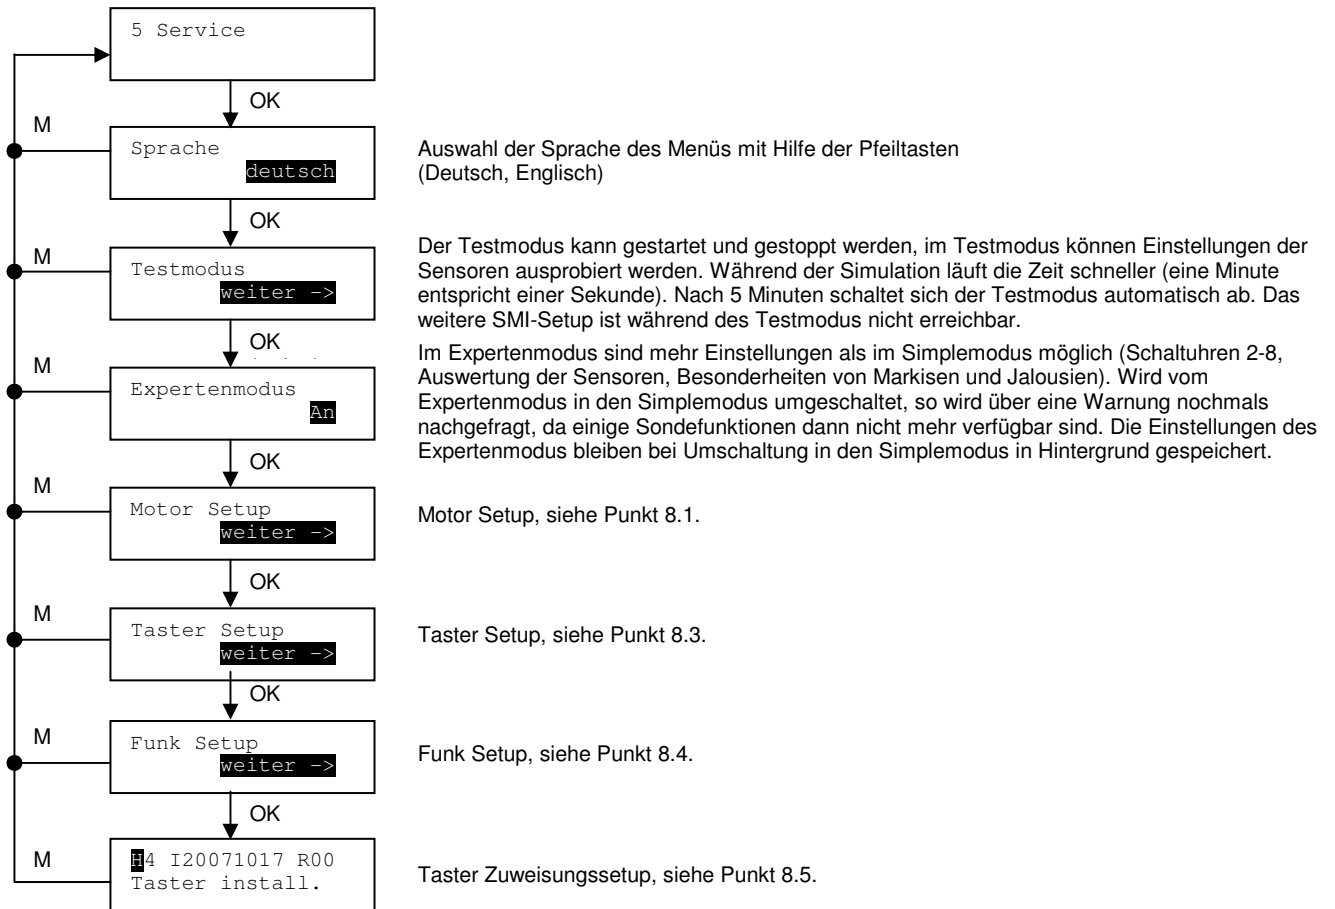 5 Service
OK
M
Sprache
deutsch
Auswahl der Sprache des Menüs mit Hilfe der Pfeiltasten
(Deutsch, Englisch)
OK
M
Testmodus
weiter ->
Der Testmodus kann gestartet und gestoppt werden, im Testmodus können Einstellungen der
Sensoren ausprobiert werden. Während der Simulation läuft die Zeit schneller (eine Minute
entspricht einer Sekunde). Nach 5 Minuten schaltet sich der Testmodus automatisch ab. Das
weitere SMI-Setup ist während des Testmodus nicht erreichbar.
OK
M
Expertenmodus
An
Im Expertenmodus sind mehr Einstellungen als im Simplemodus möglich (Schaltuhren 2-8,
Auswertung der Sensoren, Besonderheiten von Markisen und Jalousien). Wird vom
Expertenmodus in den Simplemodus umgeschaltet, so wird über eine Warnung nochmals
nachgefragt, da einige Sondefunktionen dann nicht mehr verfügbar sind. Die Einstellungen des
Expertenmodus bleiben bei Umschaltung in den Simplemodus in Hintergrund gespeichert.
OK
M
Motor Setup
weiter ->
Motor Setup, siehe Punkt 8.1.
OK
M
Taster Setup
weiter ->
Taster Setup, siehe Punkt 8.3.
OK
M
Funk Setup
weiter ->
Funk Setup, siehe Punkt 8.4.
OK
M
H4 I20071017 R00
Taster install.
Taster Zuweisungssetup, siehe Punkt 8.5.